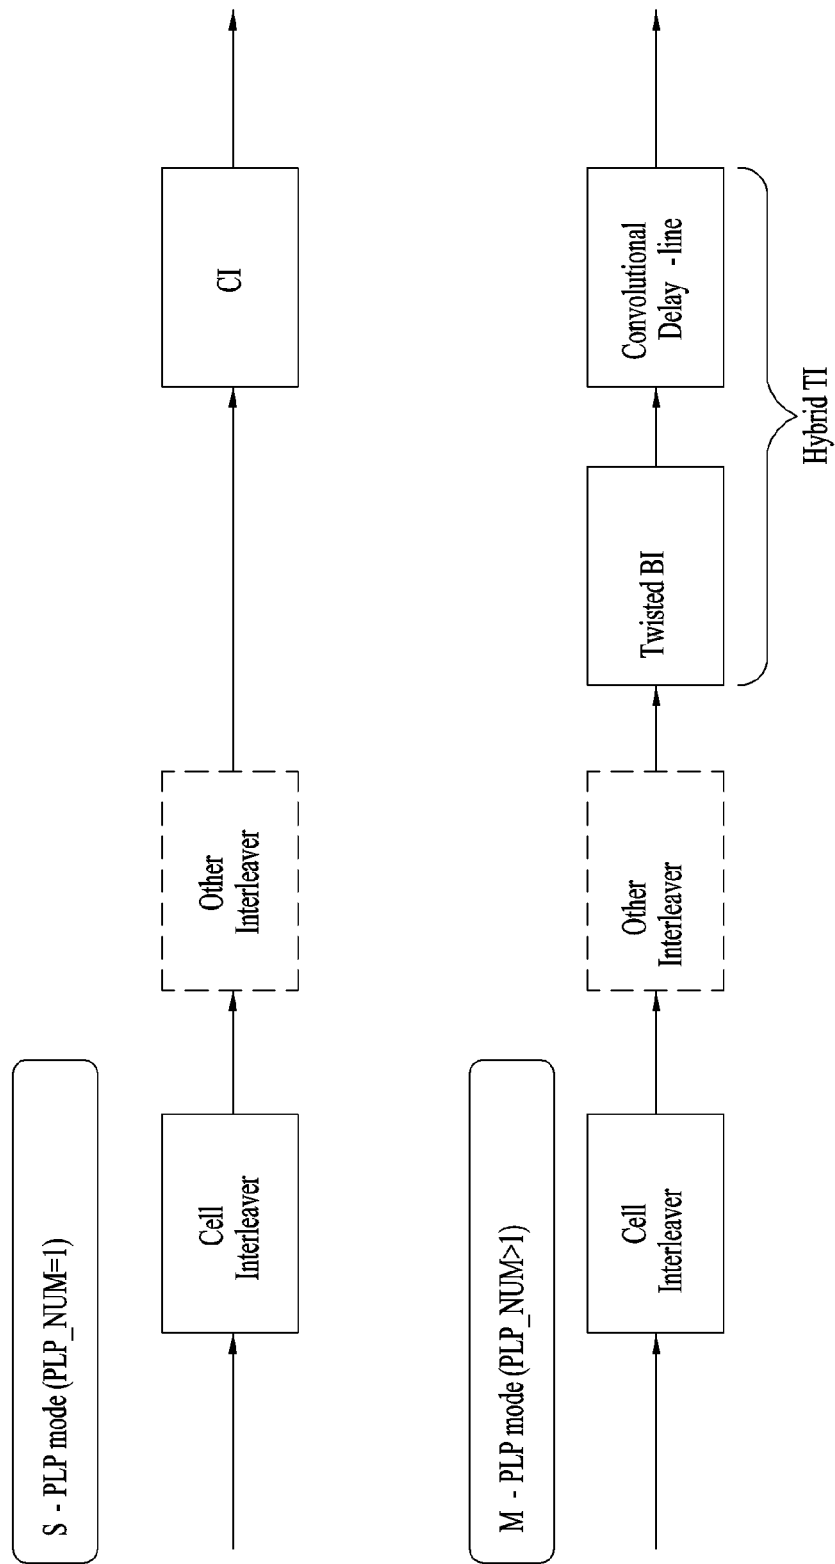 S - PLP mode (PLP_NUM=1)
Cell
Interleaver
Other
Interleaver
CI
M - PLP mode (PLP_NUM>1)
Cell
Interleaver
Other
Interleaver
Twisted BI
Convolutional
Delay -line
Hybrid TI